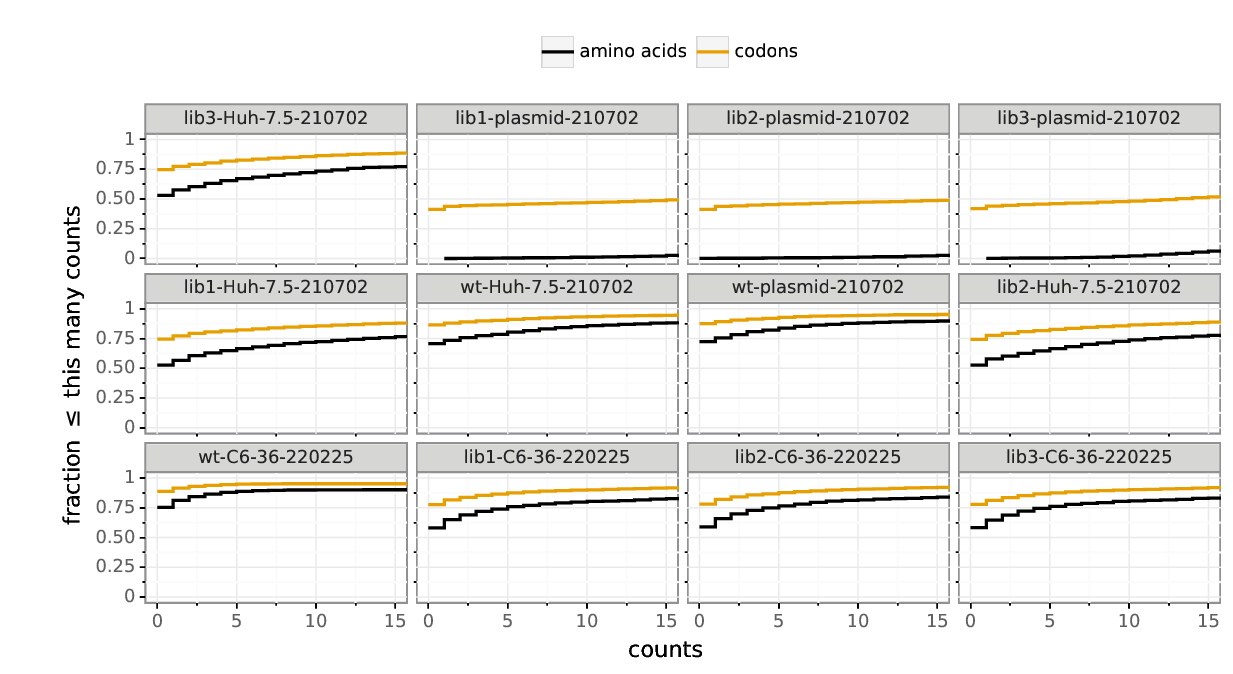 amino acids codons
lib3-Huh-7.5-210702 lib1-plasmid-210702 lib2-plasmid-210702 lib3-plasmid-210702
1
0.75
0.50
0.25
0
lib1-Huh-7.5-210702 wt-Huh-7.5-210702 wt-plasmid-210702 lib2-Huh-7.5-210702
1
0.75
0.50
0.25
0
wt-C6-36-220225 lib1-C6-36-220225 lib2-C6-36-220225 lib3-C6-36-220225
1
0.75
0.50
0.25
0
0 5 10 15 0 5 10 15 0 5 10 15 0 5 10 15
counts
fraction ≤ this many counts